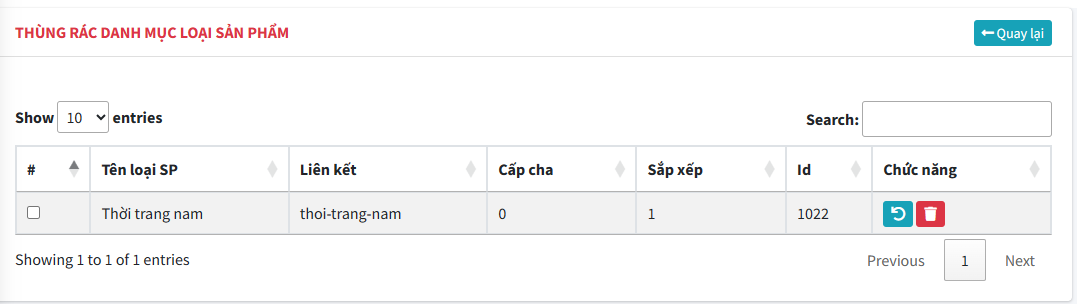 THÙNG RÁC DANH MỤC LOẠI SẢN PHẨM
Quay lại
Show 10 entries
Search:
# Tên loại SP Liên kết Cấp cha Sắp xếp Id Chức năng
Thời trang nam thoi-trang-nam 0 1 1022
Showing 1 to 1 of 1 entries
Previous 1 Next